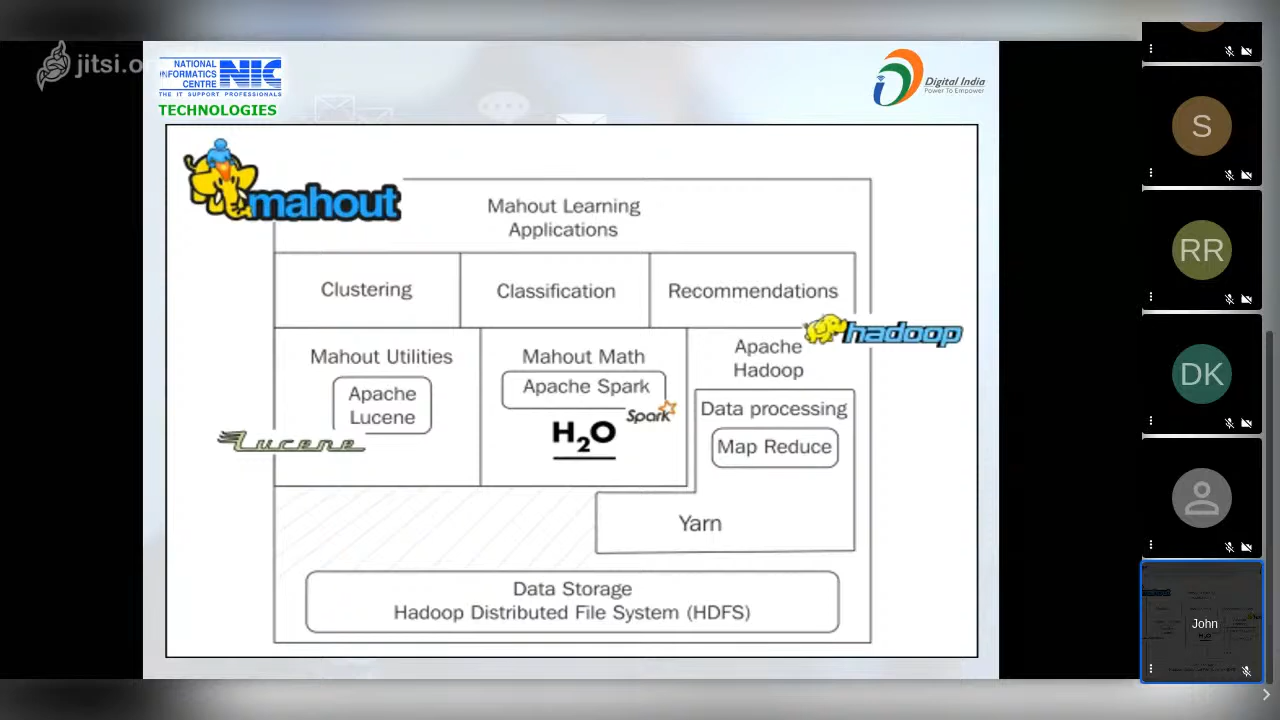 jitsi.o
NATIONAL
INFORMATICS
CENTRE
NIC
THE IT SUPPORT PROFESSIONALS
TECHNOLOGIES
Digital India
Power To Empower
mahout
Mahout Learning
Applications
Clustering
Classification
Recommendations
hadoop
Mahout Utilities
Apache
Lucene
Lucene
Mahout Math
Apache Spark
Spark
H2O
Apache
Hadoop
Data processing
Map Reduce
Yarn
Data Storage
Hadoop Distributed File System (HDFS)
S
RR
DK
John